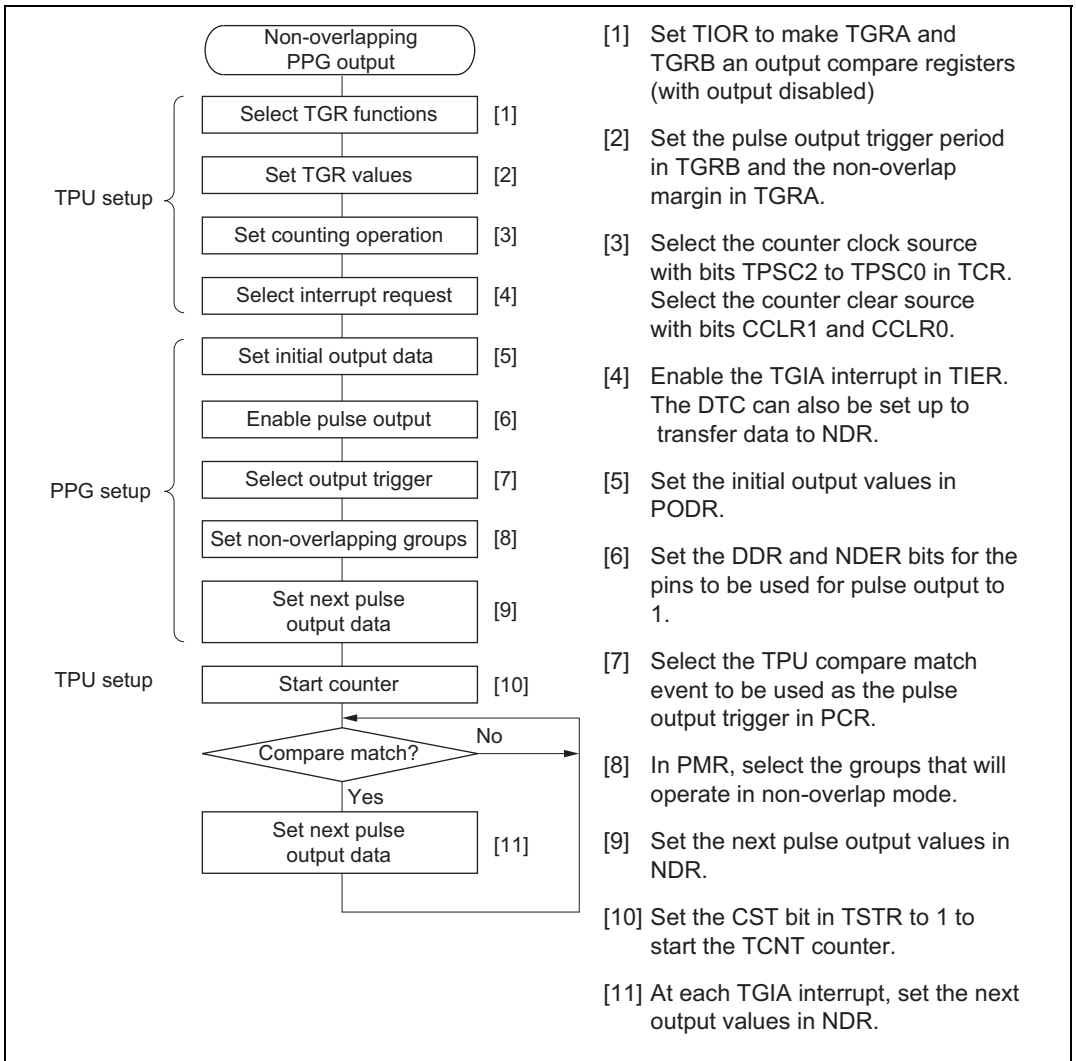 Non-overlapping
PPG output
TPU setup
Select TGR functions [1]
Set TGR values [2]
Set counting operation [3]
Select interrupt request [4]
PPG setup
Set initial output data [5]
Enable pulse output [6]
Select output trigger [7]
Set non-overlapping groups [8]
Set next pulse
output data [9]
TPU setup
Start counter [10]
Compare match?
No
Yes
Set next pulse
output data [11]
[1] Set TIOR to make TGRA and
TGRB an output compare registers
(with output disabled)
[2] Set the pulse output trigger period
in TGRB and the non-overlap
margin in TGRA.
[3] Select the counter clock source
with bits TPSC2 to TPSC0 in TCR.
Select the counter clear source
with bits CCLR1 and CCLR0.
[4] Enable the TGIA interrupt in TIER.
The DTC can also be set up to
transfer data to NDR.
[5] Set the initial output values in
PODR.
[6] Set the DDR and NDER bits for the
pins to be used for pulse output to
1.
[7] Select the TPU compare match
event to be used as the pulse
output trigger in PCR.
[8] In PMR, select the groups that will
operate in non-overlap mode.
[9] Set the next pulse output values in
NDR.
[10] Set the CST bit in TSTR to 1 to
start the TCNT counter.
[11] At each TGIA interrupt, set the next
output values in NDR.